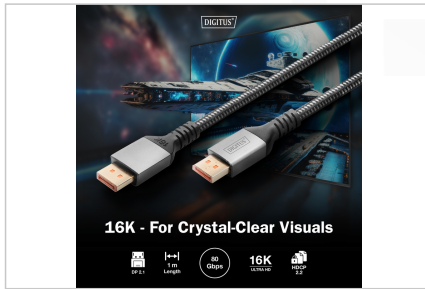 DIGITUS
DIGITUS
16K - For Crystal-Clear Visuals
DP 2.1
1 m
Length
80
Gbps
16K
ULTRA HD
HDCP
2.2